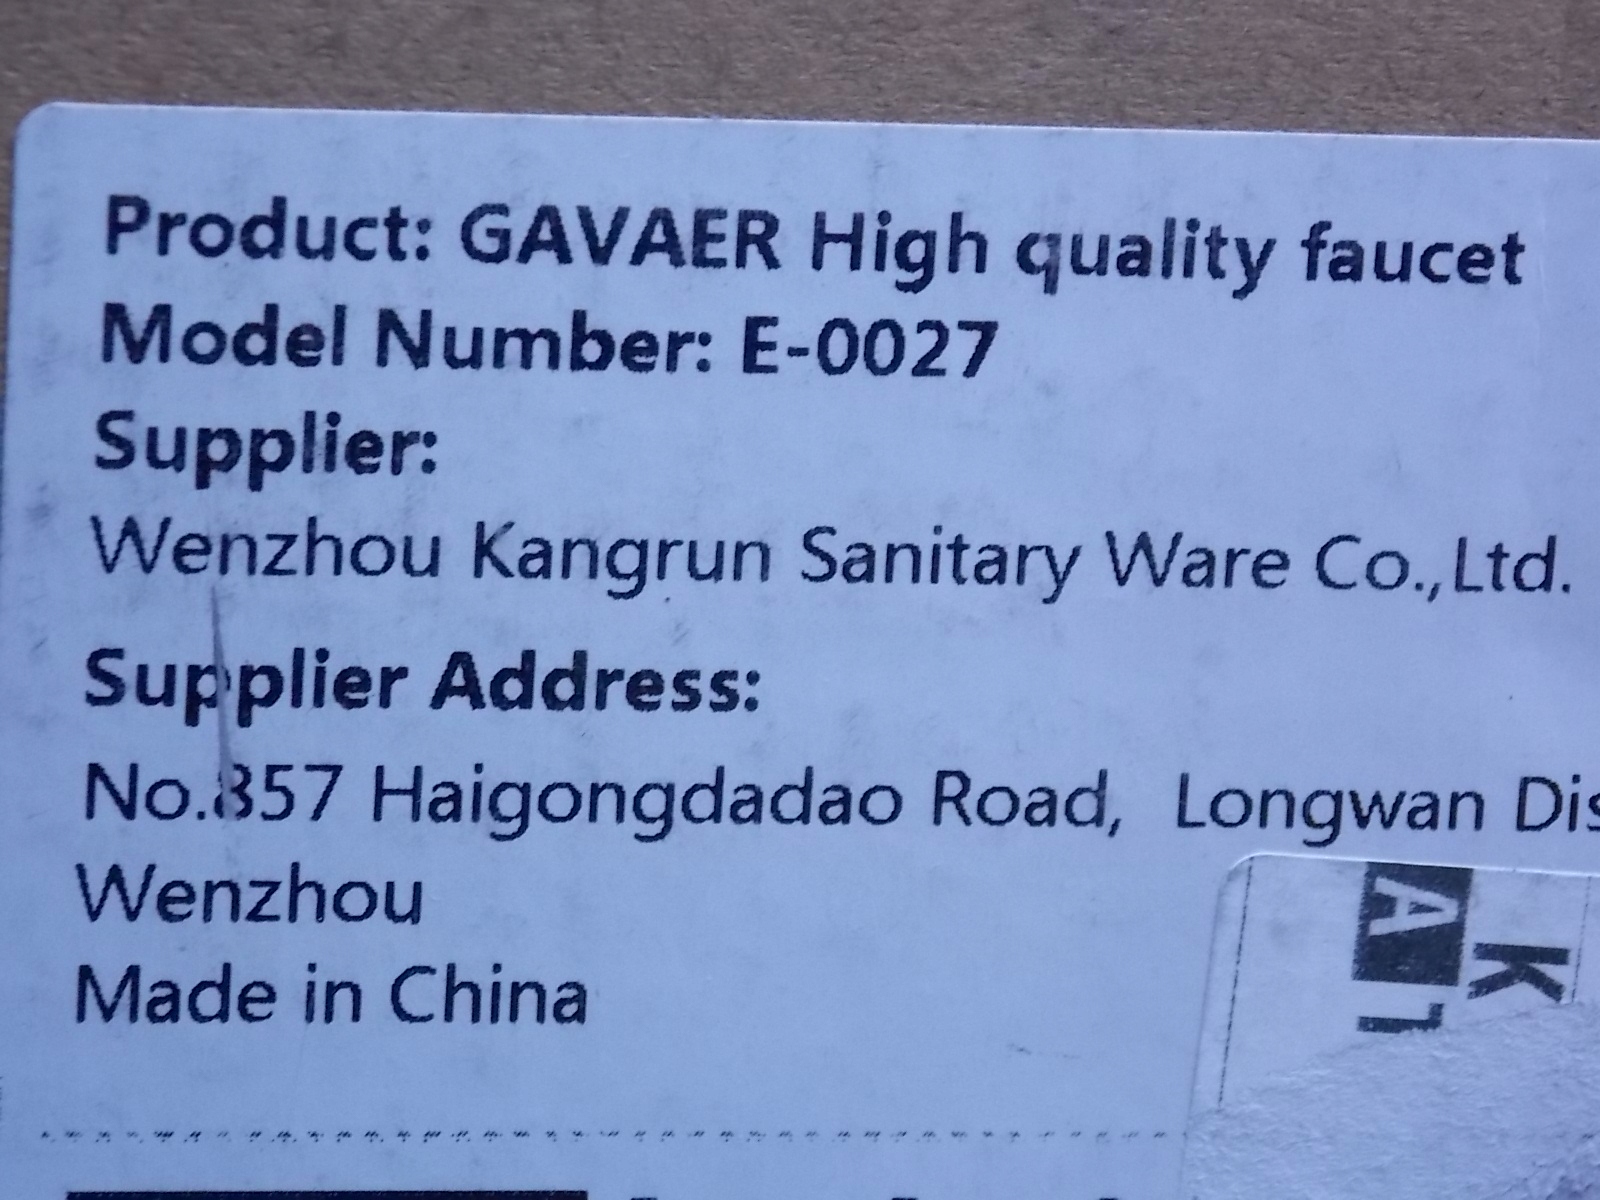 Product: GAVAER High quality faucet
Model Number: E-0027
Supplier:
Wenzhou Kangrun Sanitary Ware Co.,Ltd.
Supplier Address:
No.857 Haigongdadao Road, Longwan Dis
Wenzhou
Made in China
K
A